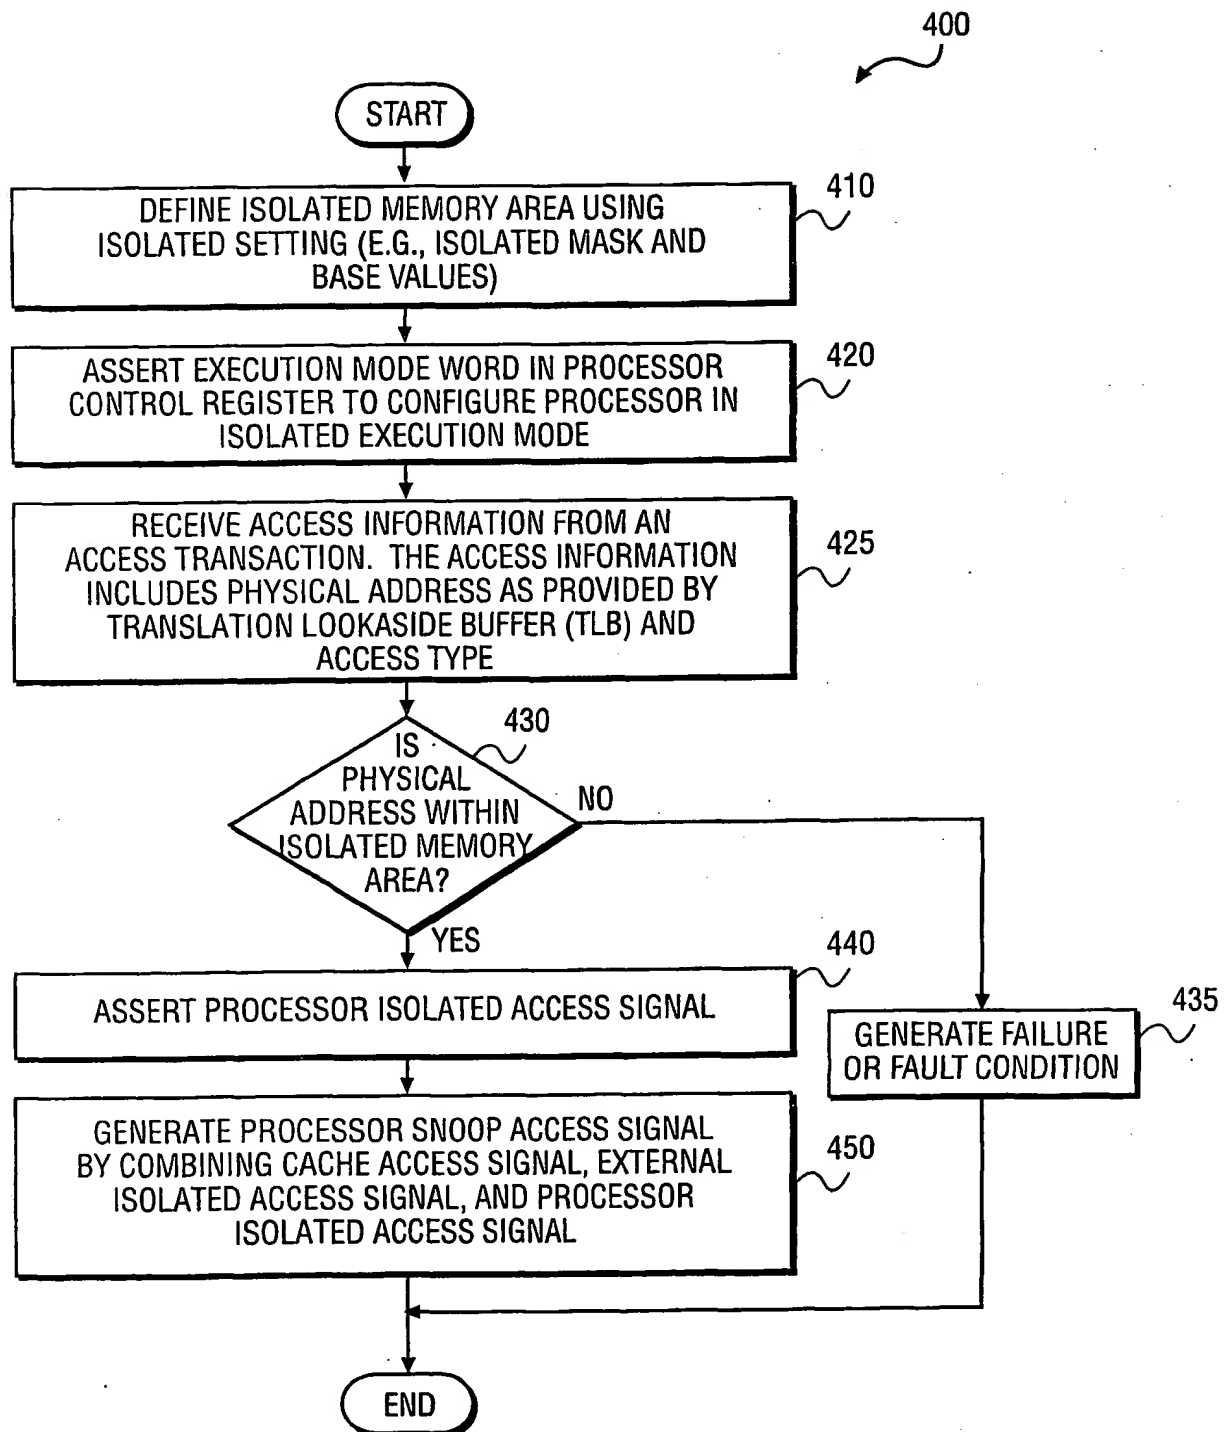 400
START
410
DEFINE ISOLATED MEMORY AREA USING
ISOLATED SETTING (E.G., ISOLATED MASK AND
BASE VALUES)
420
ASSERT EXECUTION MODE WORD IN PROCESSOR
CONTROL REGISTER TO CONFIGURE PROCESSOR IN
ISOLATED EXECUTION MODE
425
RECEIVE ACCESS INFORMATION FROM AN
ACCESS TRANSACTION. THE ACCESS INFORMATION
INCLUDES PHYSICAL ADDRESS AS PROVIDED BY
TRANSLATION LOOKASIDE BUFFER (TLB) AND
ACCESS TYPE
430
IS
PHYSICAL
ADDRESS WITHIN
ISOLATED MEMORY
AREA?
NO
YES
440
ASSERT PROCESSOR ISOLATED ACCESS SIGNAL
435
GENERATE FAILURE
OR FAULT CONDITION
450
GENERATE PROCESSOR SNOOP ACCESS SIGNAL
BY COMBINING CACHE ACCESS SIGNAL, EXTERNAL
ISOLATED ACCESS SIGNAL, AND PROCESSOR
ISOLATED ACCESS SIGNAL
END